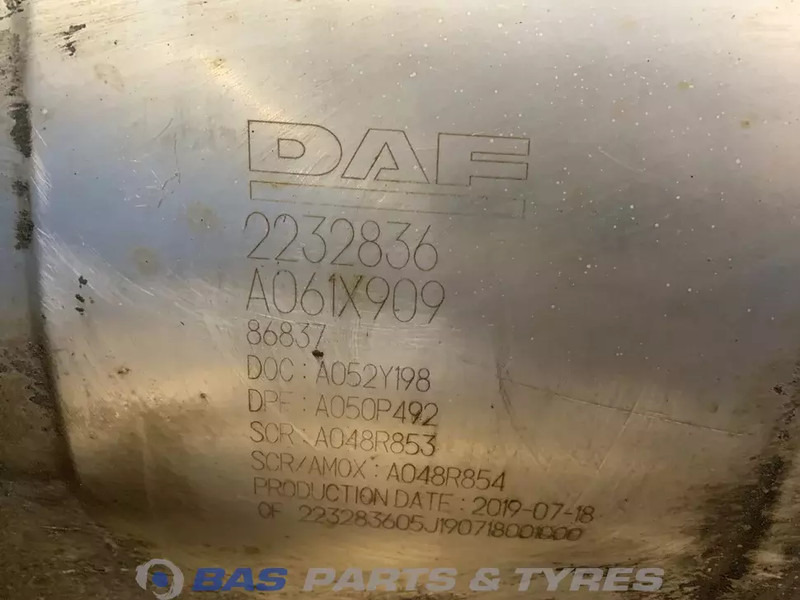 DAF
2232836
A061X909
86837
DOC : A052Y198
DPF : A050P492
SCR : A048R853
SCR/AMOX : A048R854
PRODUCTION DATE : 2019-07-18
OF 223283605J190718001000
BAS PARTS & TYRES